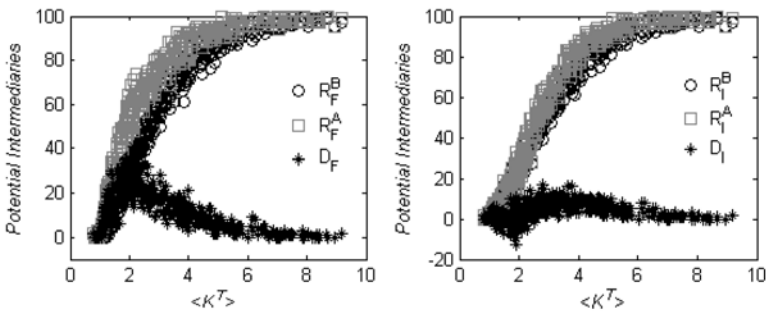 Potential Intermediaries
100
80
60
40
20
0
R_F^B
R_F^A
D_F
0 2 4 6 8 10
<K^T>
Potential Intermediaries
100
80
60
40
20
0
-20
R_I^B
R_I^A
D_I
0 2 4 6 8 10
<K^T>